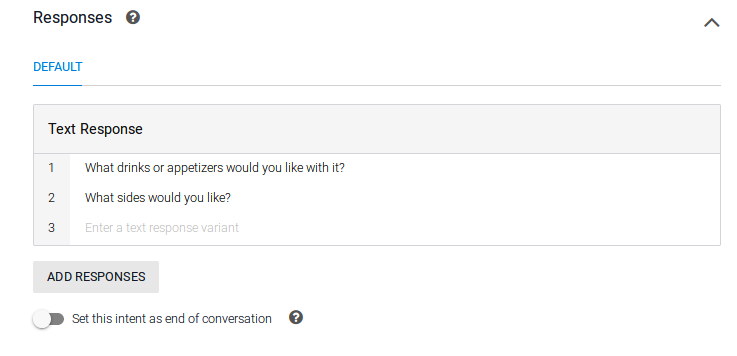 Responses
DEFAULT
Text Response
1 What drinks or appetizers would you like with it?
2 What sides would you like?
3 Enter a text response variant
ADD RESPONSES
Set this intent as end of conversation